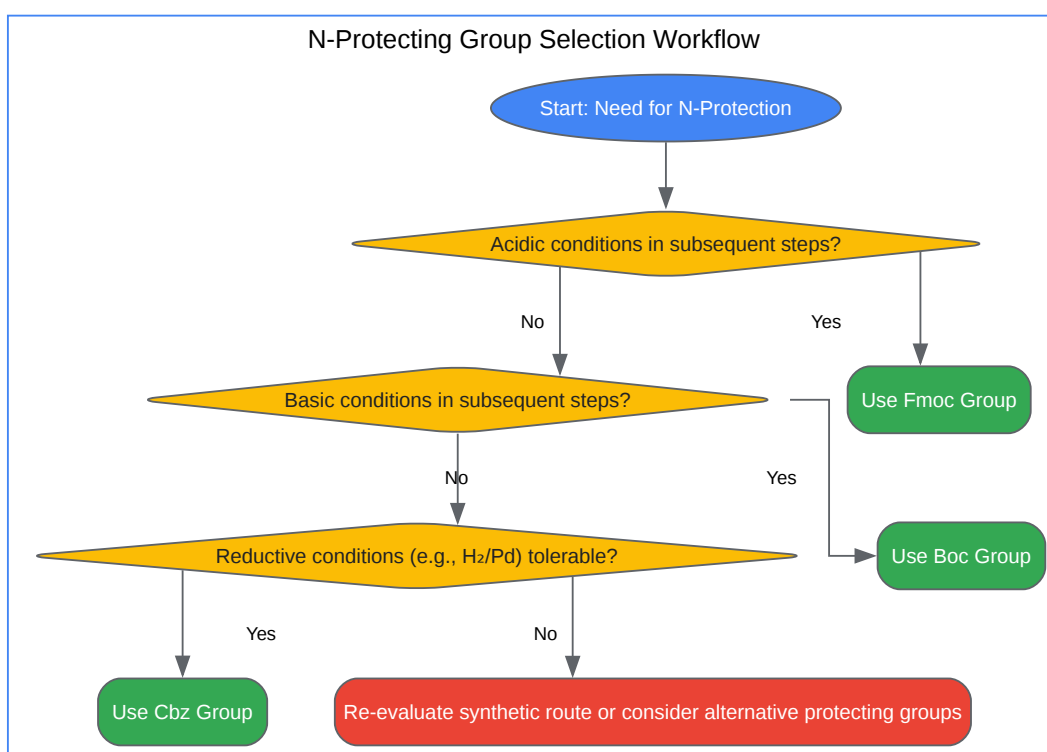 N-Protecting Group Selection Workflow
Start: Need for N-Protection
Acidic conditions in subsequent steps?
No
Yes
Basic conditions in subsequent steps?
Use Fmoc Group
No
Yes
Reductive conditions (e.g., H₂/Pd) tolerable?
Use Boc Group
Yes
No
Use Cbz Group
Re-evaluate synthetic route or consider alternative protecting groups